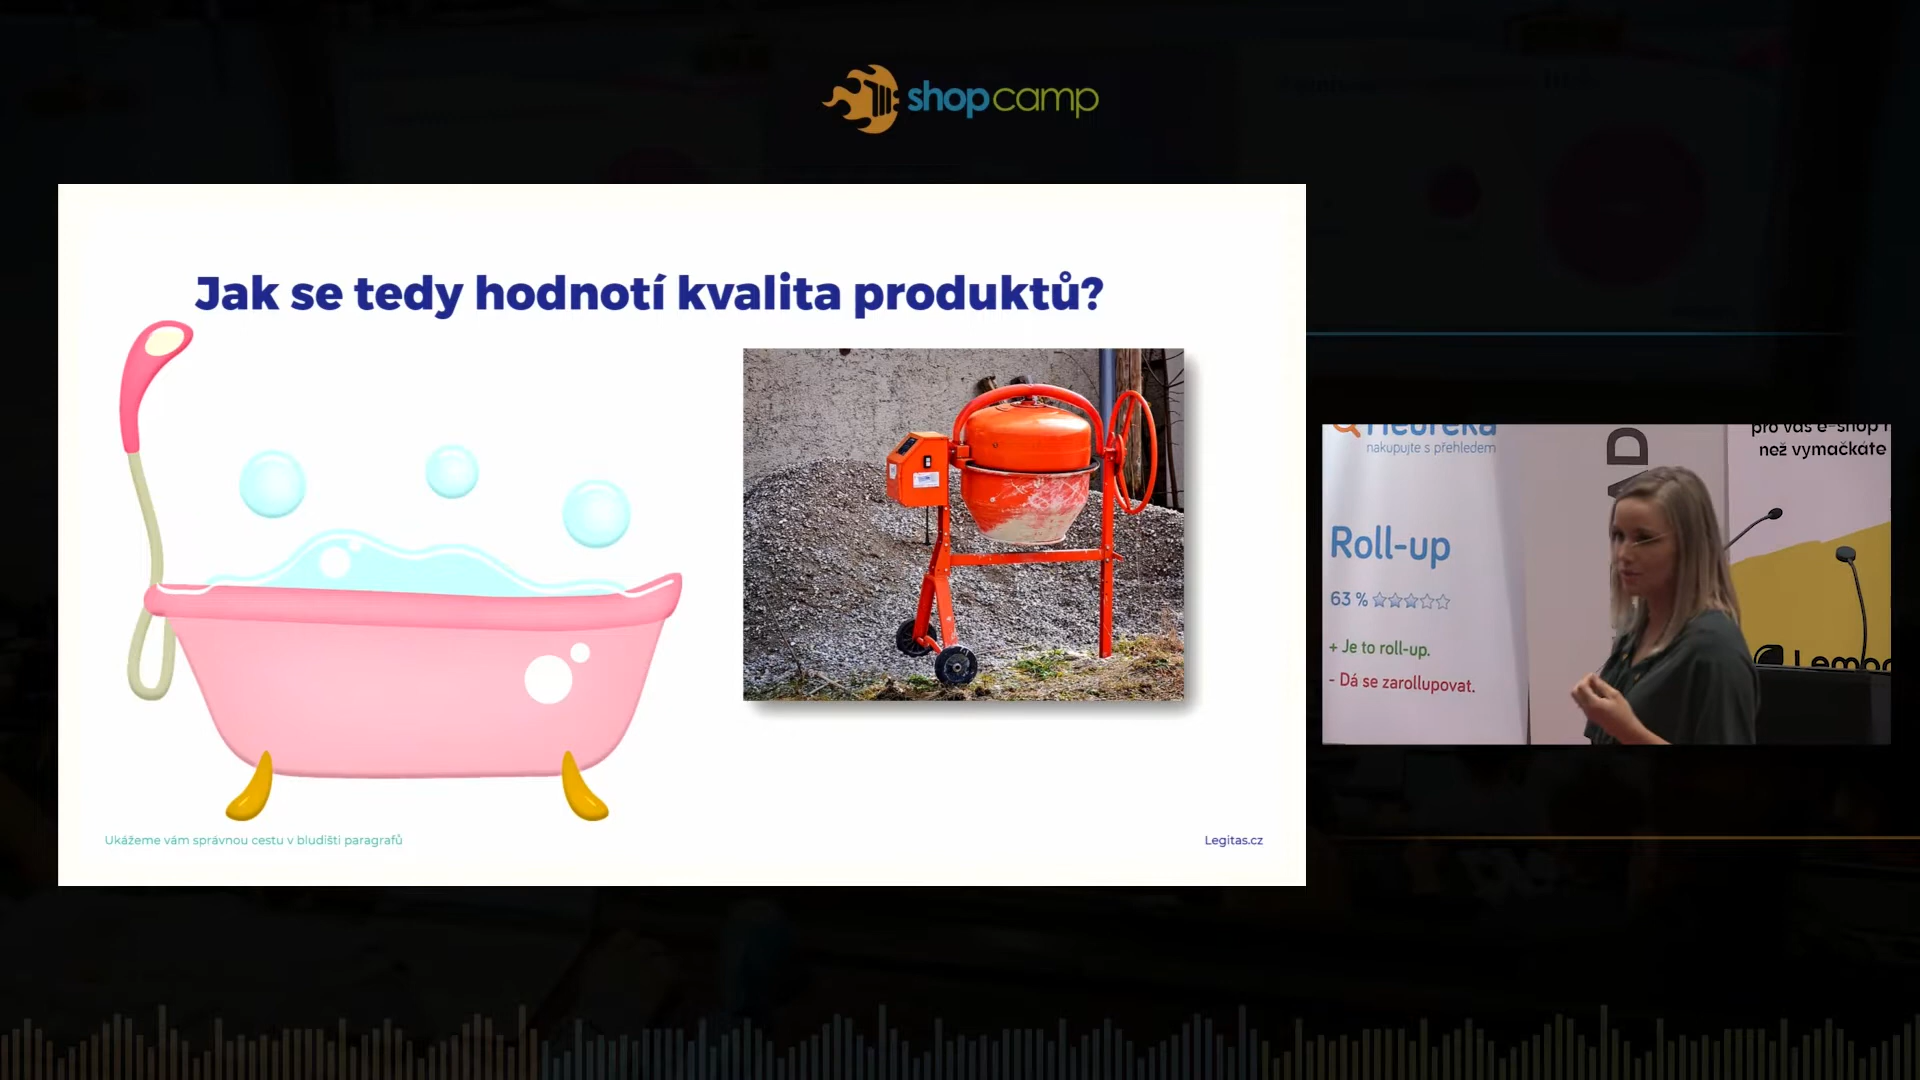 shopcamp
Jak se tedy hodnotí kvalita produktů?
Ukážeme vám správnou cestu v bludišti paragrafů
Legitas.cz
Heureka
nakupujte s přehledem
Roll-up
63 %
+ Je to roll-up.
- Dá se zarollupovat.
pro váš e-shop
než vymačkáte